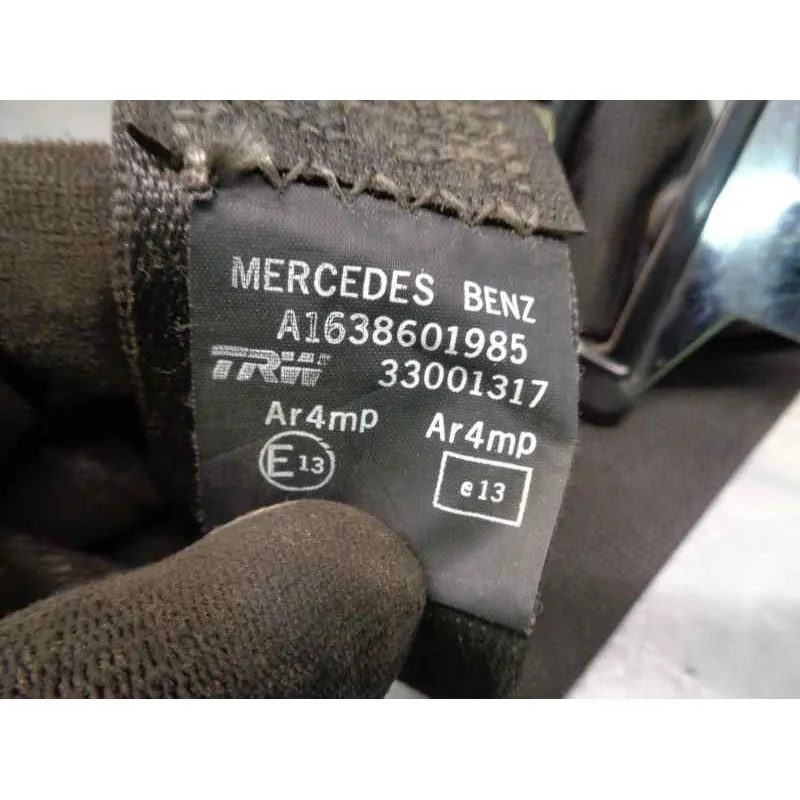 MERCEDES BENZ
A1638601985
TRW 33001317
Ar4mp Ar4mp
E13 e13